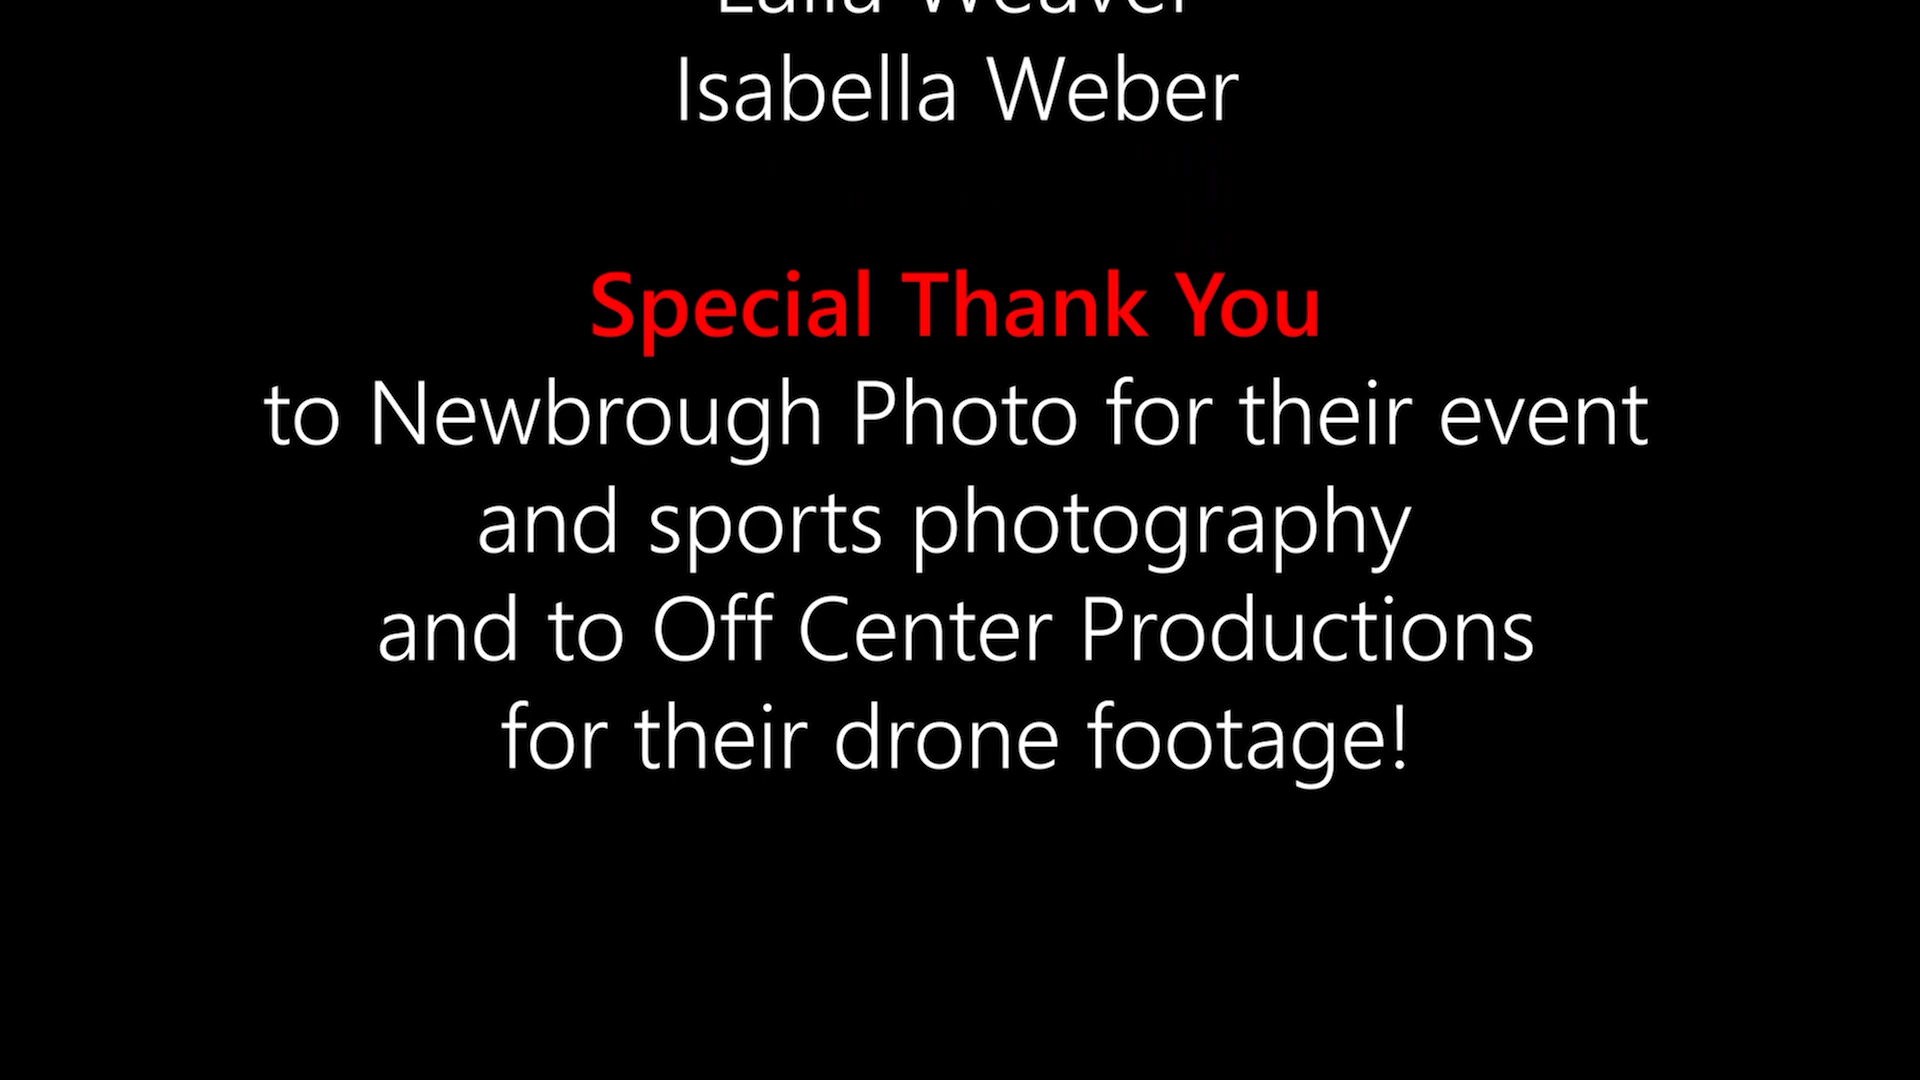 Weaver
Isabella Weber
Special Thank You
to Newbrough Photo for their event
and sports photography
and to Off Center Productions
for their drone footage!